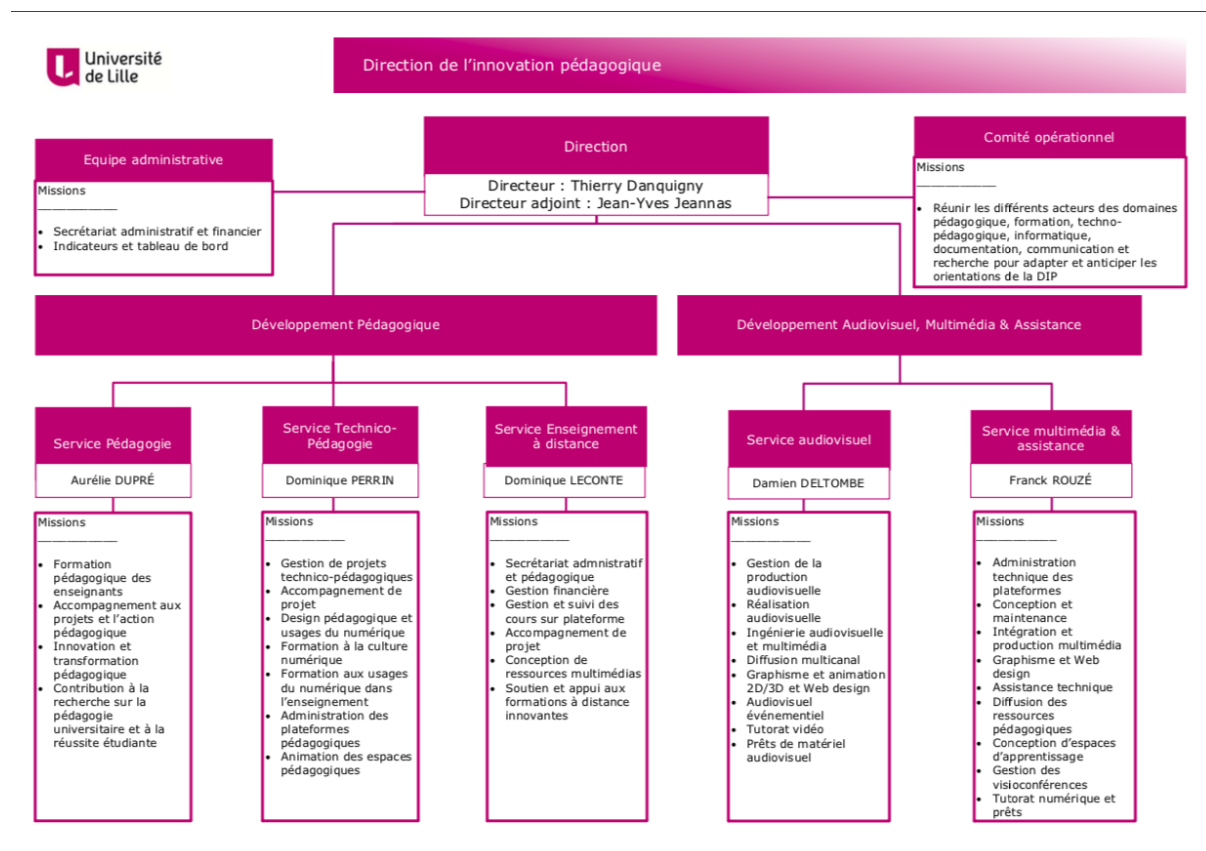 Université
de Lille
Direction de l'innovation pédagogique
Equipe administrative
Missions
_______________
• Secrétariat administratif et financier
• Indicateurs et tableau de bord
Direction
Directeur : Thierry Danquigny
Directeur adjoint : Jean-Yves Jeannas
Comité opérationnel
Missions
_______________
• Réunir les différents acteurs des domaines
pédagogique, formation, techno-
pédagogique, informatique,
documentation, communication et
recherche pour adapter et anticiper les
orientations de la DIP
Développement Pédagogique
Développement Audiovisuel, Multimédia & Assistance
Service Pédagogie
Aurélie DUPRÉ
Missions
_______________
• Formation
pédagogique des
enseignants
• Accompagnement aux
projets et l'action
pédagogique
• Innovation et
transformation
pédagogique
• Contribution à la
recherche sur la
pédagogie
universitaire et à la
réussite étudiante
Service Technico-
Pédagogie
Dominique PERRIN
Missions
_______________
• Gestion de projets
technico-pédagogiques
• Accompagnement de
projet
• Design pédagogique et
usages du numérique
• Formation à la culture
numérique
• Formation aux usages
du numérique dans
l'enseignement
• Administration des
plateformes
pédagogiques
• Animation des espaces
pédagogiques
Service Enseignement
à distance
Dominique LECONTE
Missions
_______________
• Secrétariat admnistratif
et pédagogique
• Gestion financière
• Gestion et suivi des
cours sur plateforme
• Accompagnement de
projet
• Conception de
ressources multimédias
• Soutien et appui aux
formations à distance
innovantes
Service audiovisuel
Damien DELTOMBE
Missions
_______________
• Gestion de la
production
audiovisuelle
• Réalisation
audiovisuelle
• Ingénierie audiovisuelle
et multimédia
• Diffusion multicanal
• Graphisme et animation
2D/3D et Web design
• Audiovisuel
événementiel
• Tutorat vidéo
• Prêts de matériel
audiovisuel
Service multimédia &
assistance
Franck ROUZÉ
Missions
_______________
• Administration
technique des
plateformes
• Conception et
maintenance
• Intégration et
production multimédia
• Graphisme et Web
design
• Assistance technique
• Diffusion des
ressources
pédagogiques
• Conception d'espaces
d'apprentissage
• Gestion des
visioconférences
• Tutorat numérique et
prêts